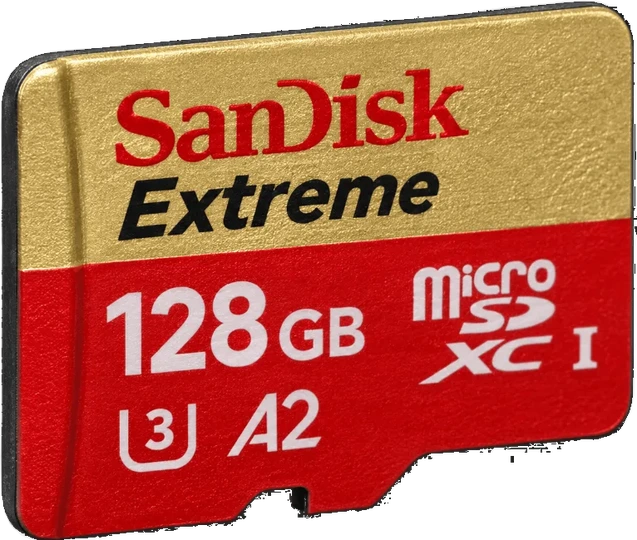 SanDisk
Extreme
128 GB
micro
SD
XC I
3 A2